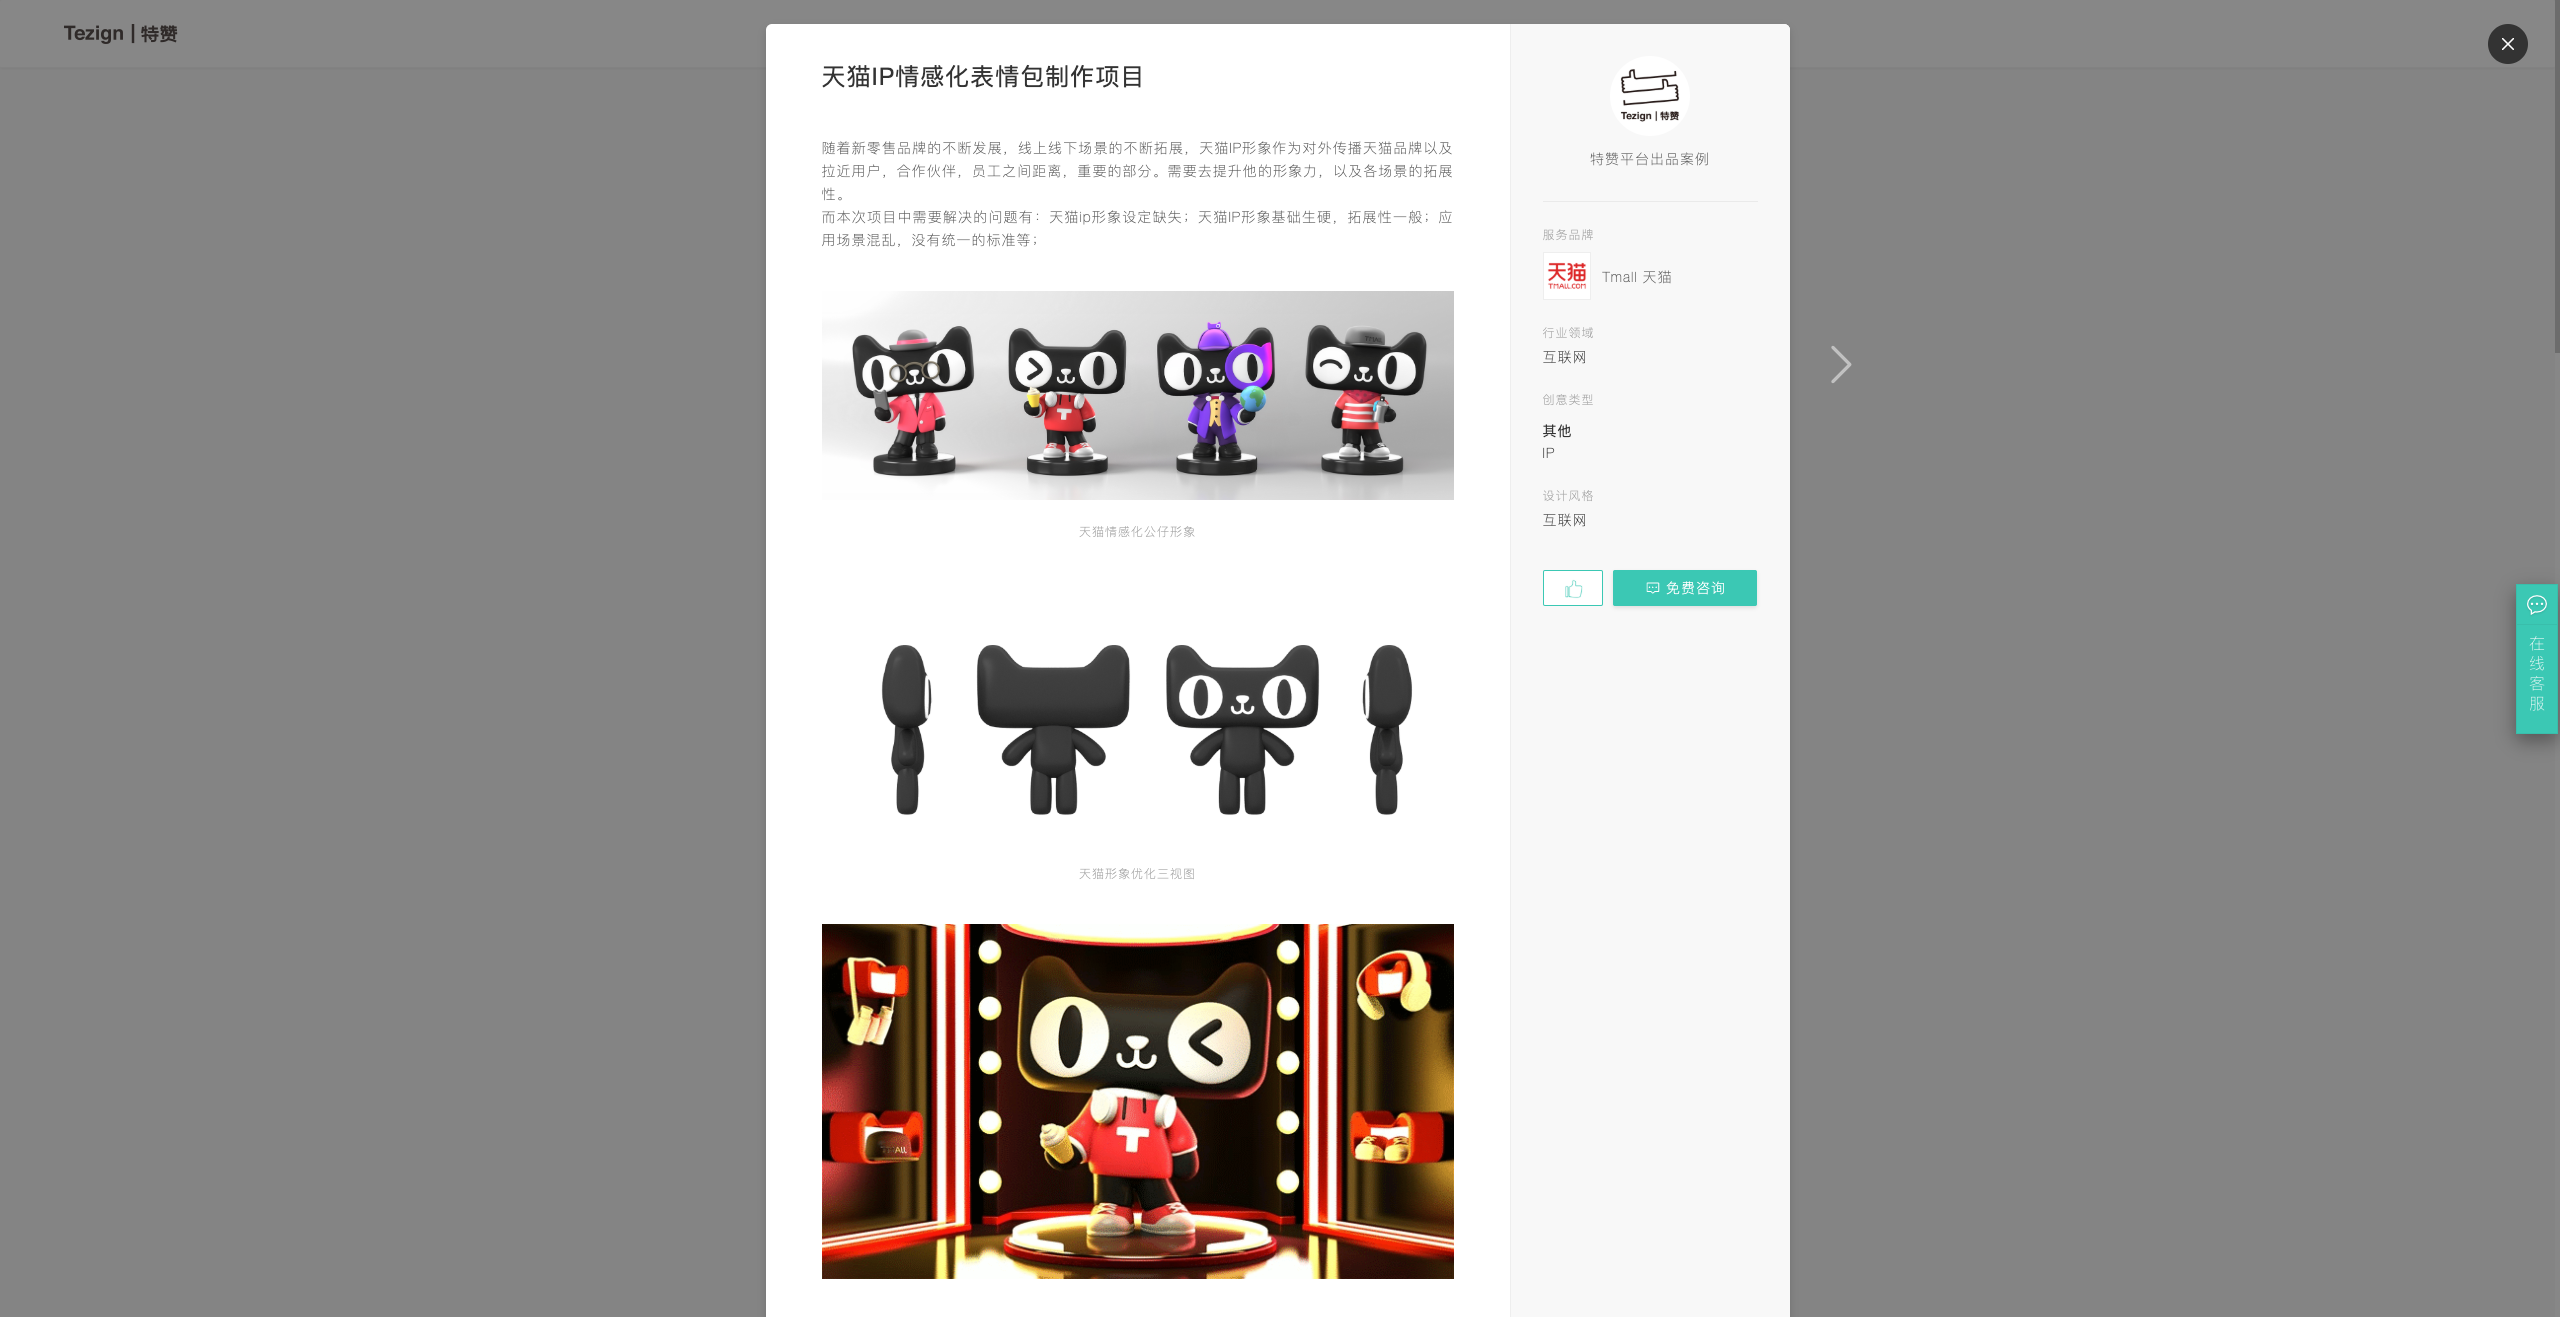 Tezign | 特赞
天猫IP情感化表情包制作项目
随着新零售品牌的不断发展，线上线下场景的不断拓展，天猫IP形象作为对外传播天猫品牌以及
拉近用户，合作伙伴，员工之间距离，重要的部分。需要去提升他的形象力，以及各场景的拓展
性。
而本次项目中需要解决的问题有：天猫ip形象设定缺失；天猫IP形象基础生硬，拓展性一般；应
用场景混乱，没有统一的标准等；
TMALL
T
天猫情感化公仔形象
天猫形象优化三视图
T
Tezign | 特赞
特赞平台出品案例
服务品牌
天猫
TMALL.COM
Tmall 天猫
行业领域
互联网
创意类型
其他
IP
设计风格
互联网
免费咨询
在线客服